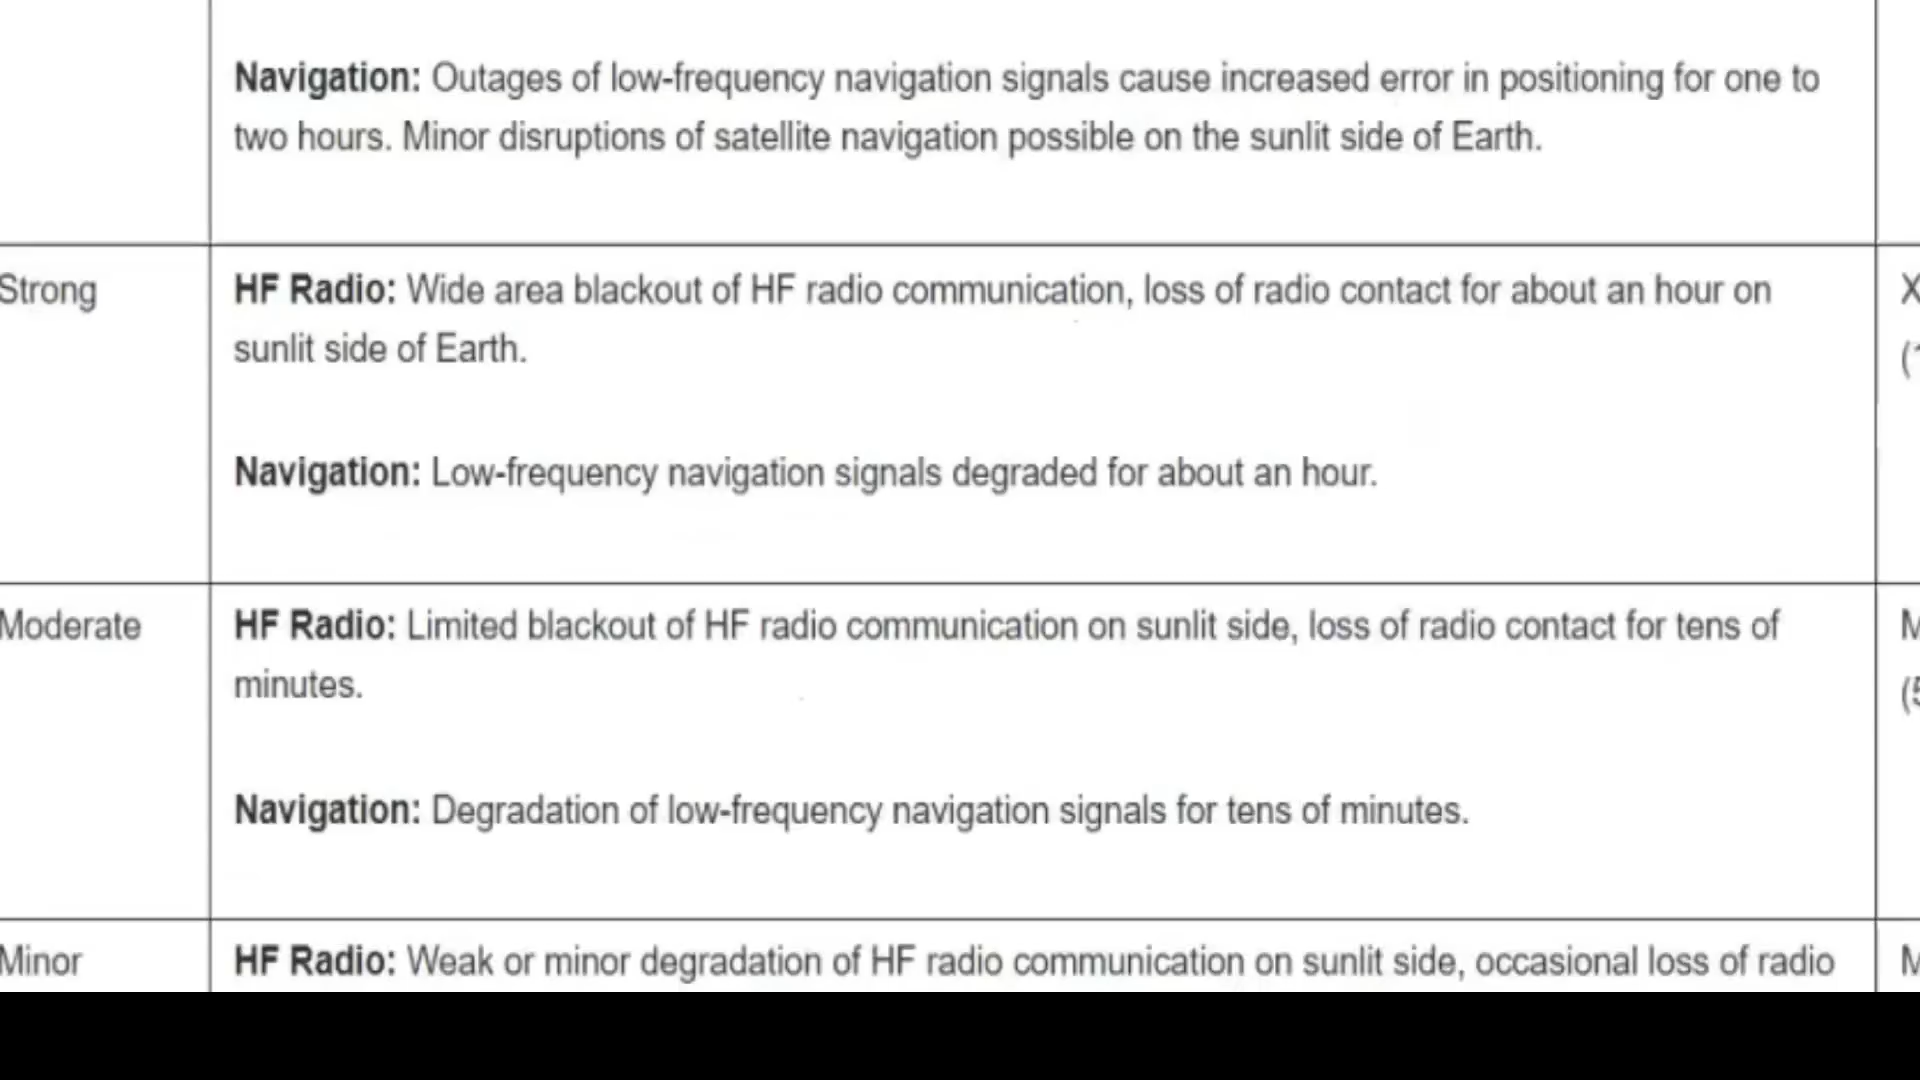 Navigation: Outages of low-frequency navigation signals cause increased error in positioning for one to
two hours. Minor disruptions of satellite navigation possible on the sunlit side of Earth.
Strong
HF Radio: Wide area blackout of HF radio communication, loss of radio contact for about an hour on
sunlit side of Earth.
X
(1
Navigation: Low-frequency navigation signals degraded for about an hour.
Moderate
HF Radio: Limited blackout of HF radio communication on sunlit side, loss of radio contact for tens of
minutes.
M
(5
Navigation: Degradation of low-frequency navigation signals for tens of minutes.
Minor
HF Radio: Weak or minor degradation of HF radio communication on sunlit side, occasional loss of radio
M